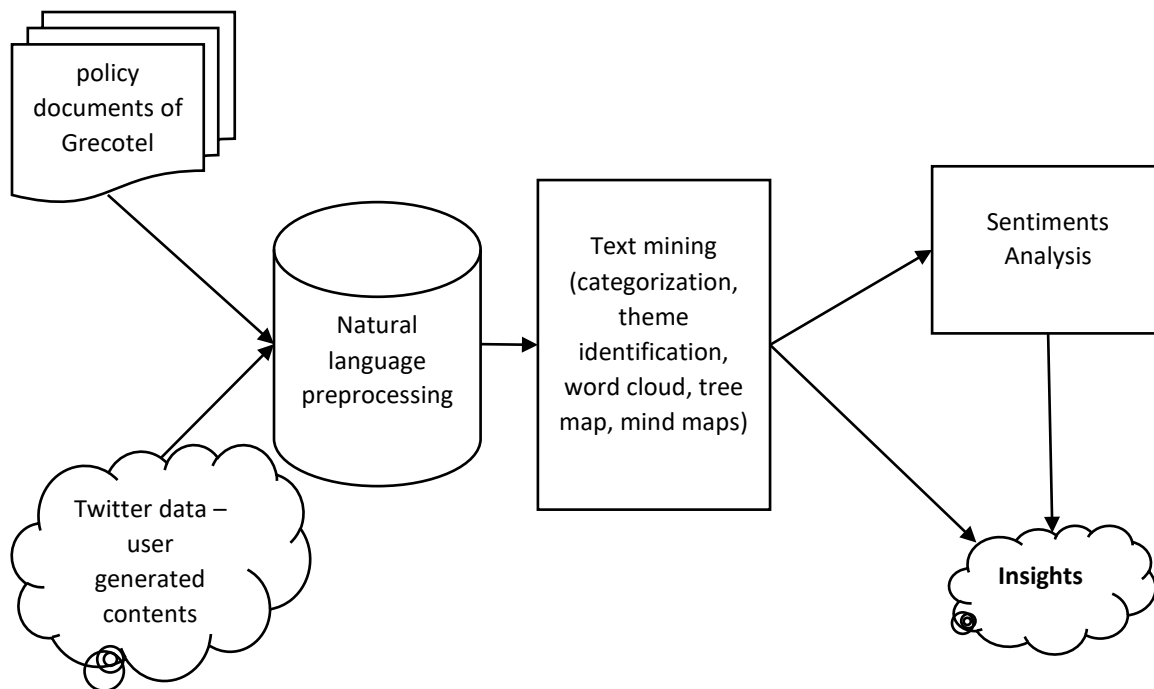 policy
documents of
Grecotel
Twitter data –
user
generated
contents
Natural
language
preprocessing
Text mining
(categorization,
theme
identification,
word cloud, tree
map, mind maps)
Sentiments
Analysis
Insights